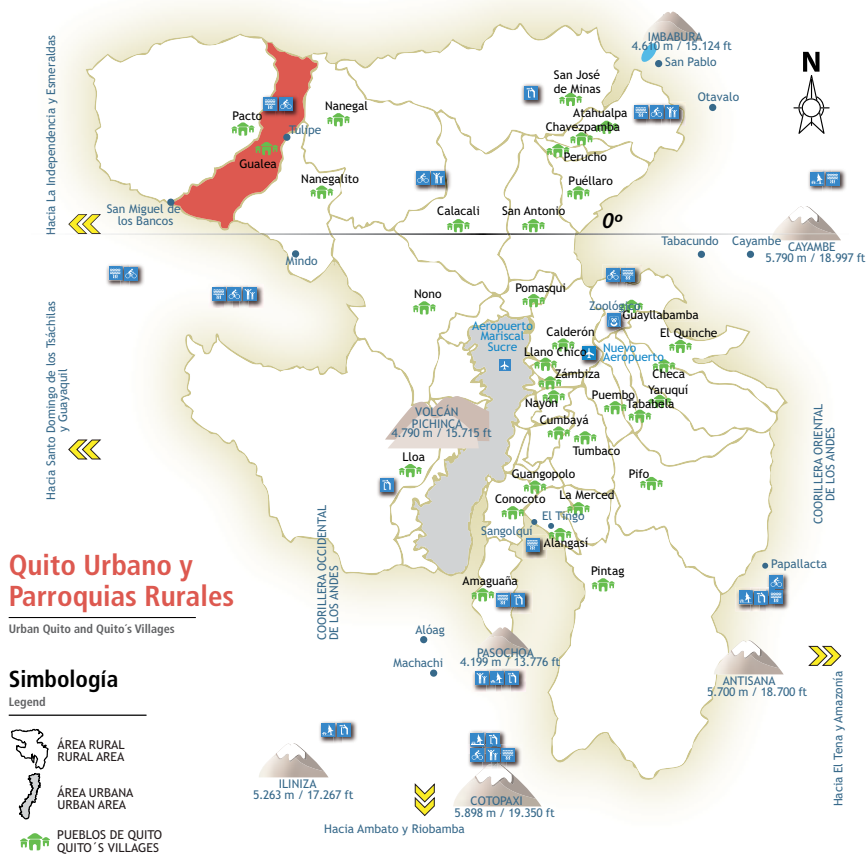 IMBABURA
4.610 m / 15.124 ft
San Pablo
Otavalo
N
Hacia La Independencia y Esmeraldas
San José
de Minas
Atahualpa
Chavezpamba
Perucho
Puéllaro
Pacto
Nanegal
Tulipe
Gualea
Nanegalito
San Miguel de
los Bancos
Calacali
San Antonio
0º
Tabacundo
Cayambe
CAYAMBE
5.790 m / 18.997 ft
Mindo
Nono
Pomasqui
Zoológico
Guayllabamba
El Quinche
Aeropuerto
Mariscal
Sucre
Calderón
Nuevo
Aeropuerto
Llano Chico
Checa
Zámbiza
Yaruquí
Nayón
Puembo
Tababela
Cumbayá
Tumbaco
VOLCÁN
PICHINCA
4.790 m / 15.715 ft
Hacia Santo Domingo de los Tsáchilas
y Guayaquil
Lloa
Guangopolo
Pifo
COORILLERA ORIENTAL
DE LOS ANDES
Conocoto
La Merced
El Tingo
Sangolquí
Alangasí
COORILLERA OCCIDENTAL
DE LOS ANDES
Papallacta
Pintag
Amaguaña
Quito Urbano y
Parroquias Rurales
Urban Quito and Quito´s Villages
Alóag
Machachi
PASOCHOA
4.199 m / 13.776 ft
ANTISANA
5.700 m / 18.700 ft
Hacia El Tena y Amazonía
Simbología
Legend
ÁREA RURAL
RURAL AREA
ÁREA URBANA
URBAN AREA
PUEBLOS DE QUITO
QUITO´S VILLAGES
ILINIZA
5.263 m / 17.267 ft
COTOPAXI
5.898 m / 19.350 ft
Hacia Ambato y Riobamba